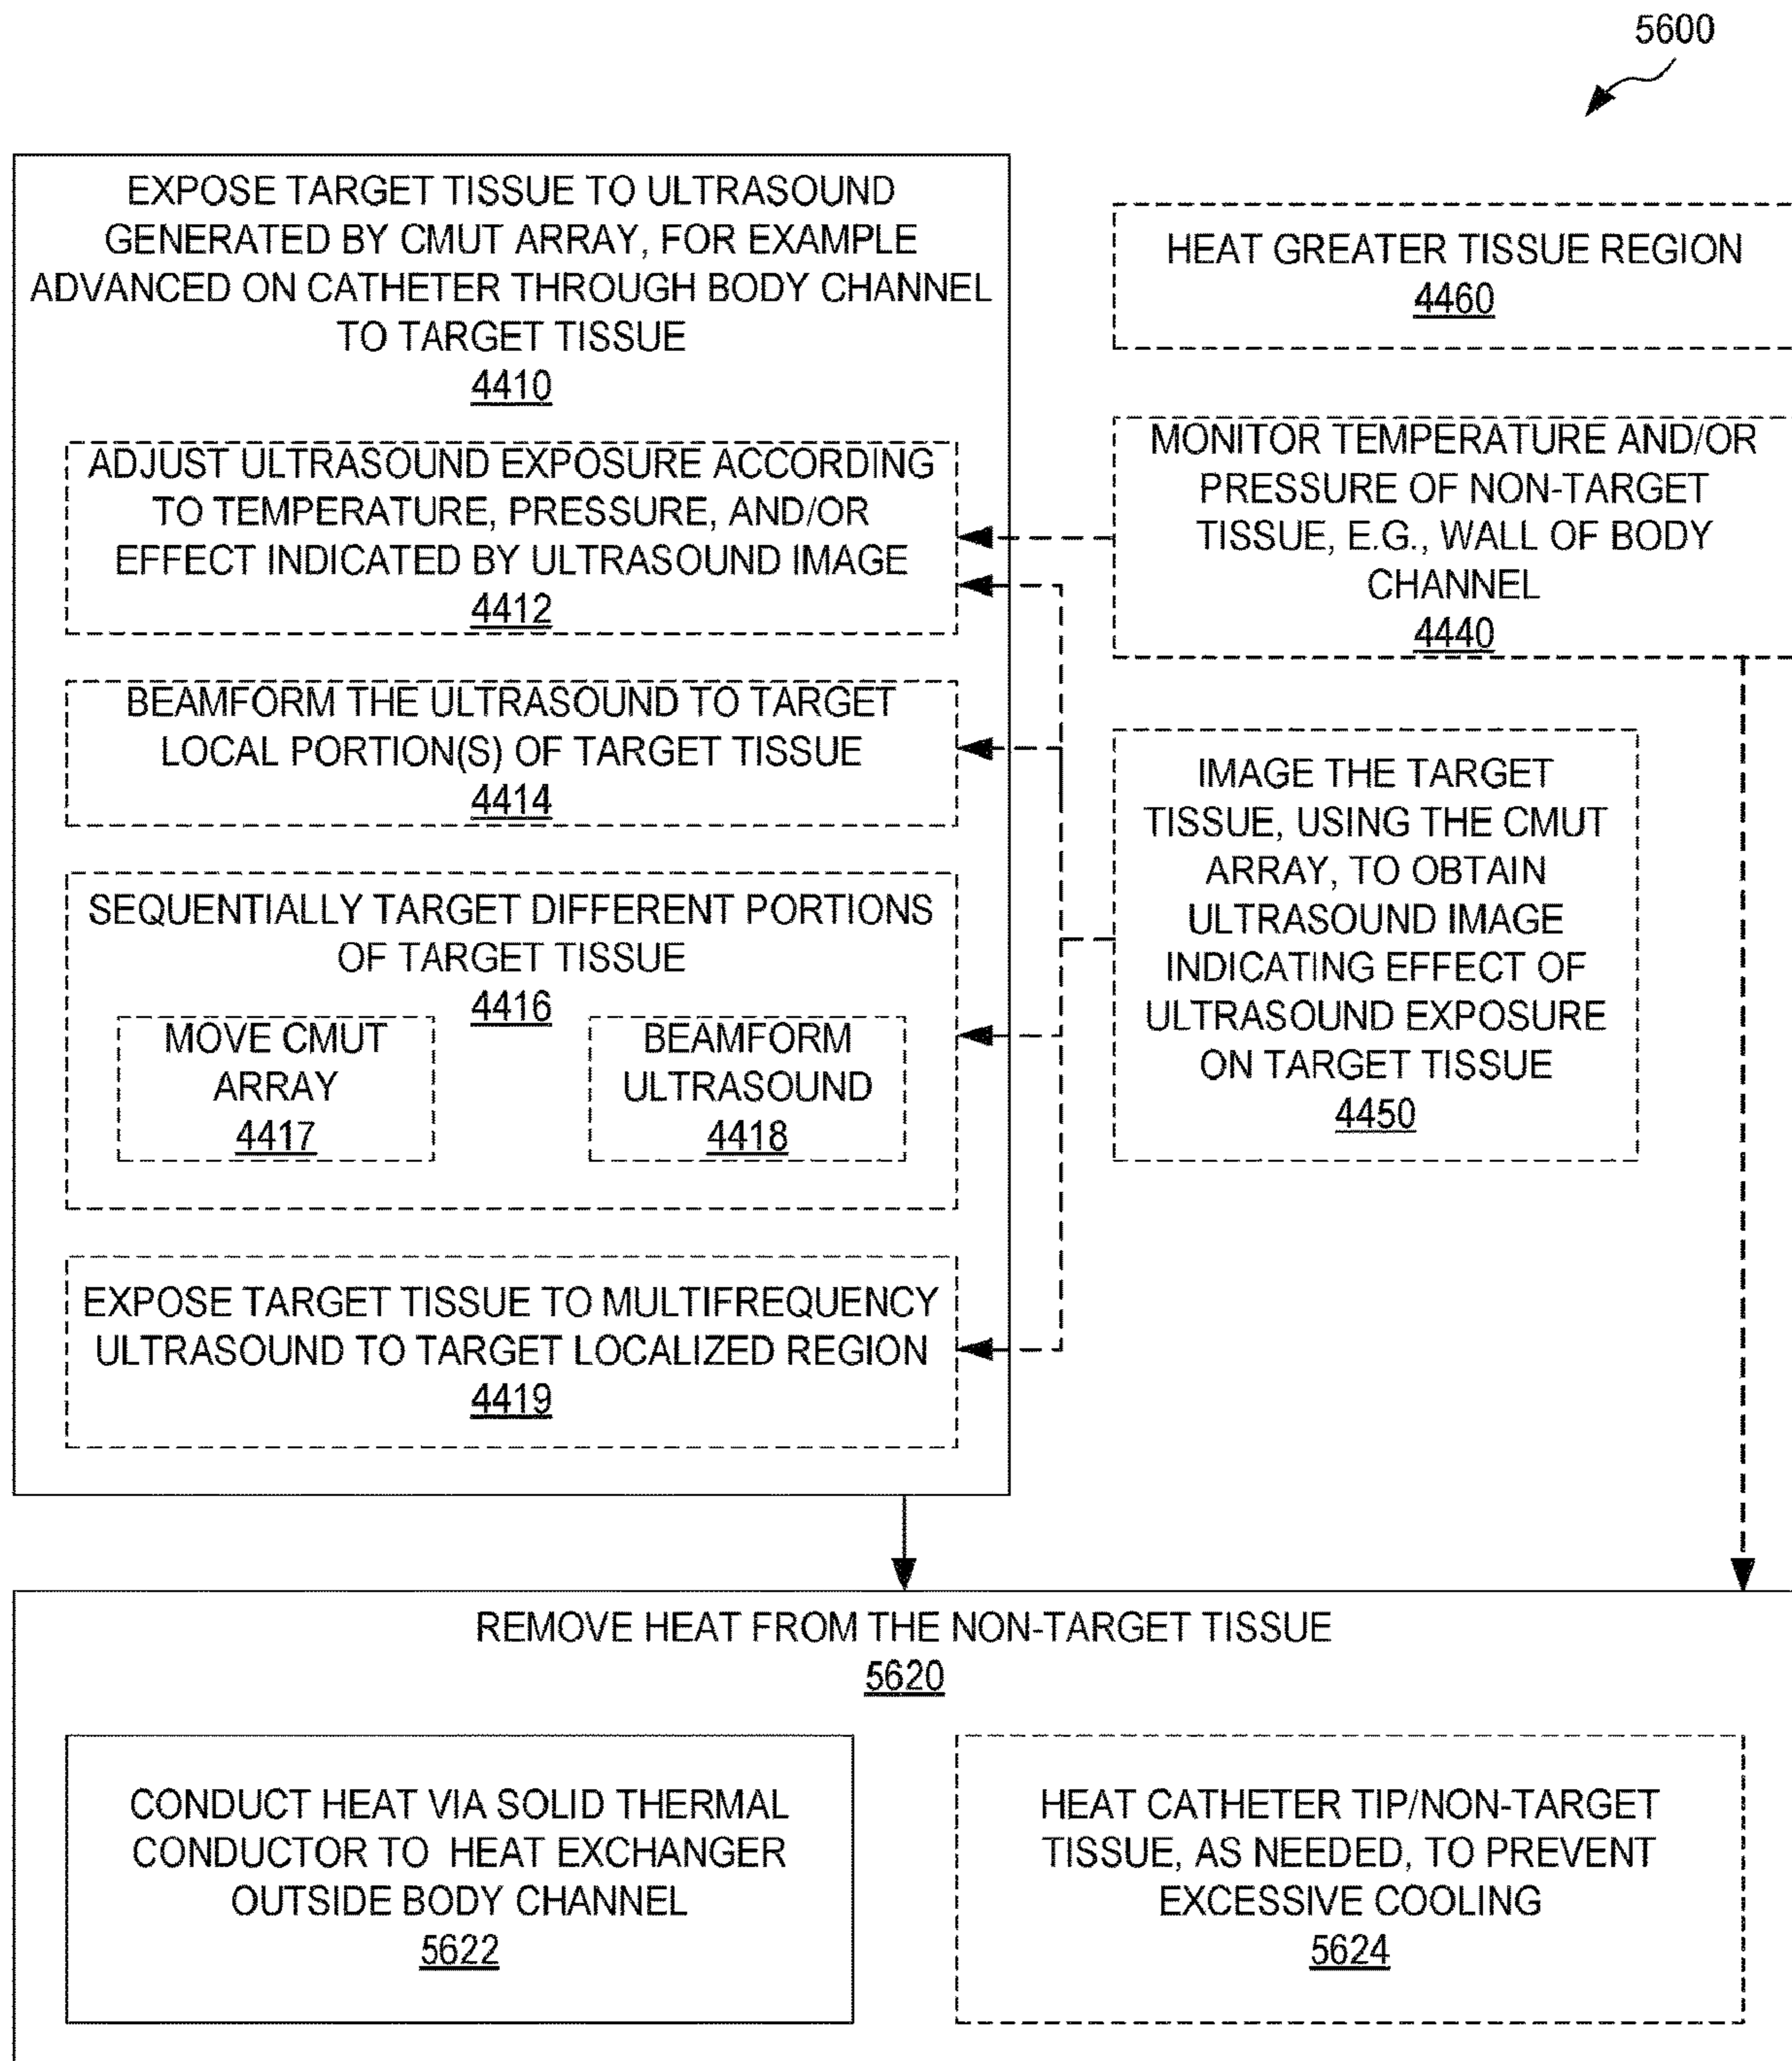 5600
EXPOSE TARGET TISSUE TO ULTRASOUND
GENERATED BY CMUT ARRAY, FOR EXAMPLE
ADVANCED ON CATHETER THROUGH BODY CHANNEL
TO TARGET TISSUE
4410
ADJUST ULTRASOUND EXPOSURE ACCORDING
TO TEMPERATURE, PRESSURE, AND/OR
EFFECT INDICATED BY ULTRASOUND IMAGE
4412
BEAMFORM THE ULTRASOUND TO TARGET
LOCAL PORTION(S) OF TARGET TISSUE
4414
SEQUENTIALLY TARGET DIFFERENT PORTIONS
OF TARGET TISSUE
4416
MOVE CMUT
ARRAY
4417
BEAMFORM
ULTRASOUND
4418
EXPOSE TARGET TISSUE TO MULTIFREQUENCY
ULTRASOUND TO TARGET LOCALIZED REGION
4419
HEAT GREATER TISSUE REGION
4460
MONITOR TEMPERATURE AND/OR
PRESSURE OF NON-TARGET
TISSUE, E.G., WALL OF BODY
CHANNEL
4440
IMAGE THE TARGET
TISSUE, USING THE CMUT
ARRAY, TO OBTAIN
ULTRASOUND IMAGE
INDICATING EFFECT OF
ULTRASOUND EXPOSURE
ON TARGET TISSUE
4450
REMOVE HEAT FROM THE NON-TARGET TISSUE
5620
CONDUCT HEAT VIA SOLID THERMAL
CONDUCTOR TO HEAT EXCHANGER
OUTSIDE BODY CHANNEL
5622
HEAT CATHETER TIP/NON-TARGET
TISSUE, AS NEEDED, TO PREVENT
EXCESSIVE COOLING
5624